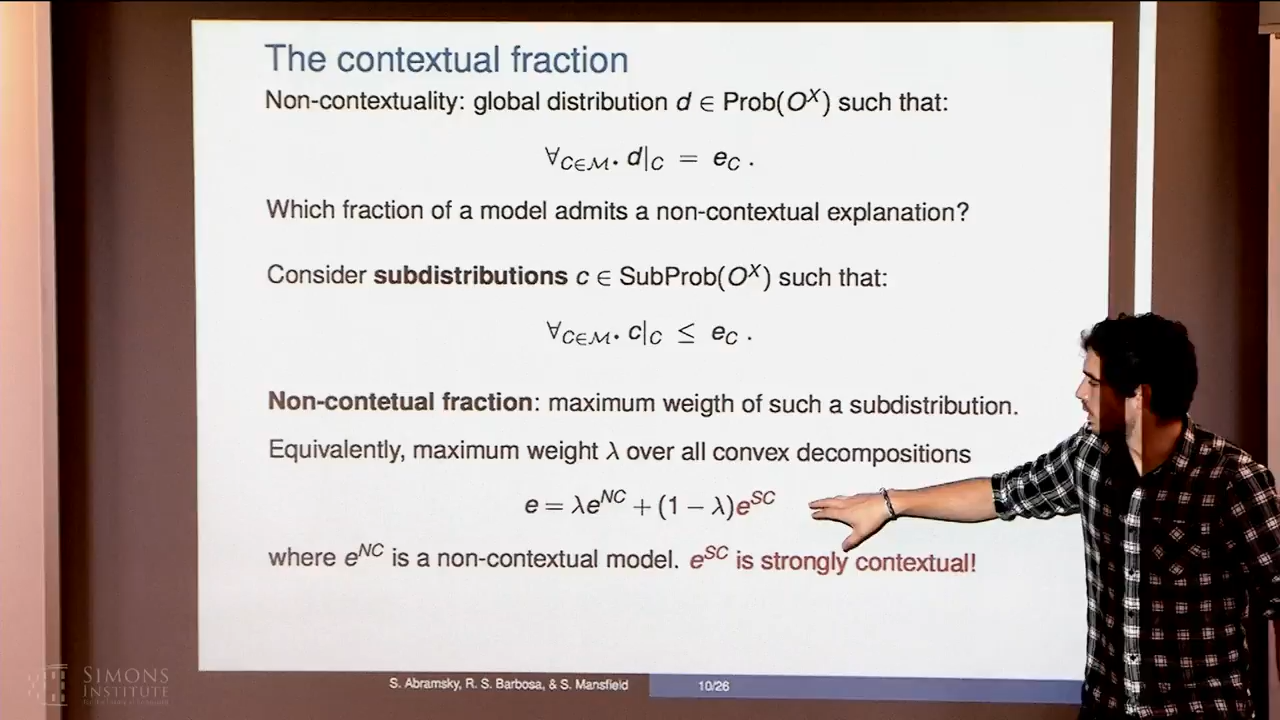 The contextual fraction
Non-contextuality: global distribution d ∈ Prob(O^X) such that:
∀_{C∈M}. d|_C = e_C .
Which fraction of a model admits a non-contextual explanation?
Consider subdistributions c ∈ SubProb(O^X) such that:
∀_{C∈M}. c|_C ≤ e_C .
Non-contetual fraction: maximum weigth of such a subdistribution.
Equivalently, maximum weight λ over all convex decompositions
e = λe^{NC} + (1 − λ)e^{SC}
where e^{NC} is a non-contextual model. e^{SC} is strongly contextual!
S. Abramsky, R. S. Barbosa, & S. Mansfield
10/26
SIMONS
INSTITUTE